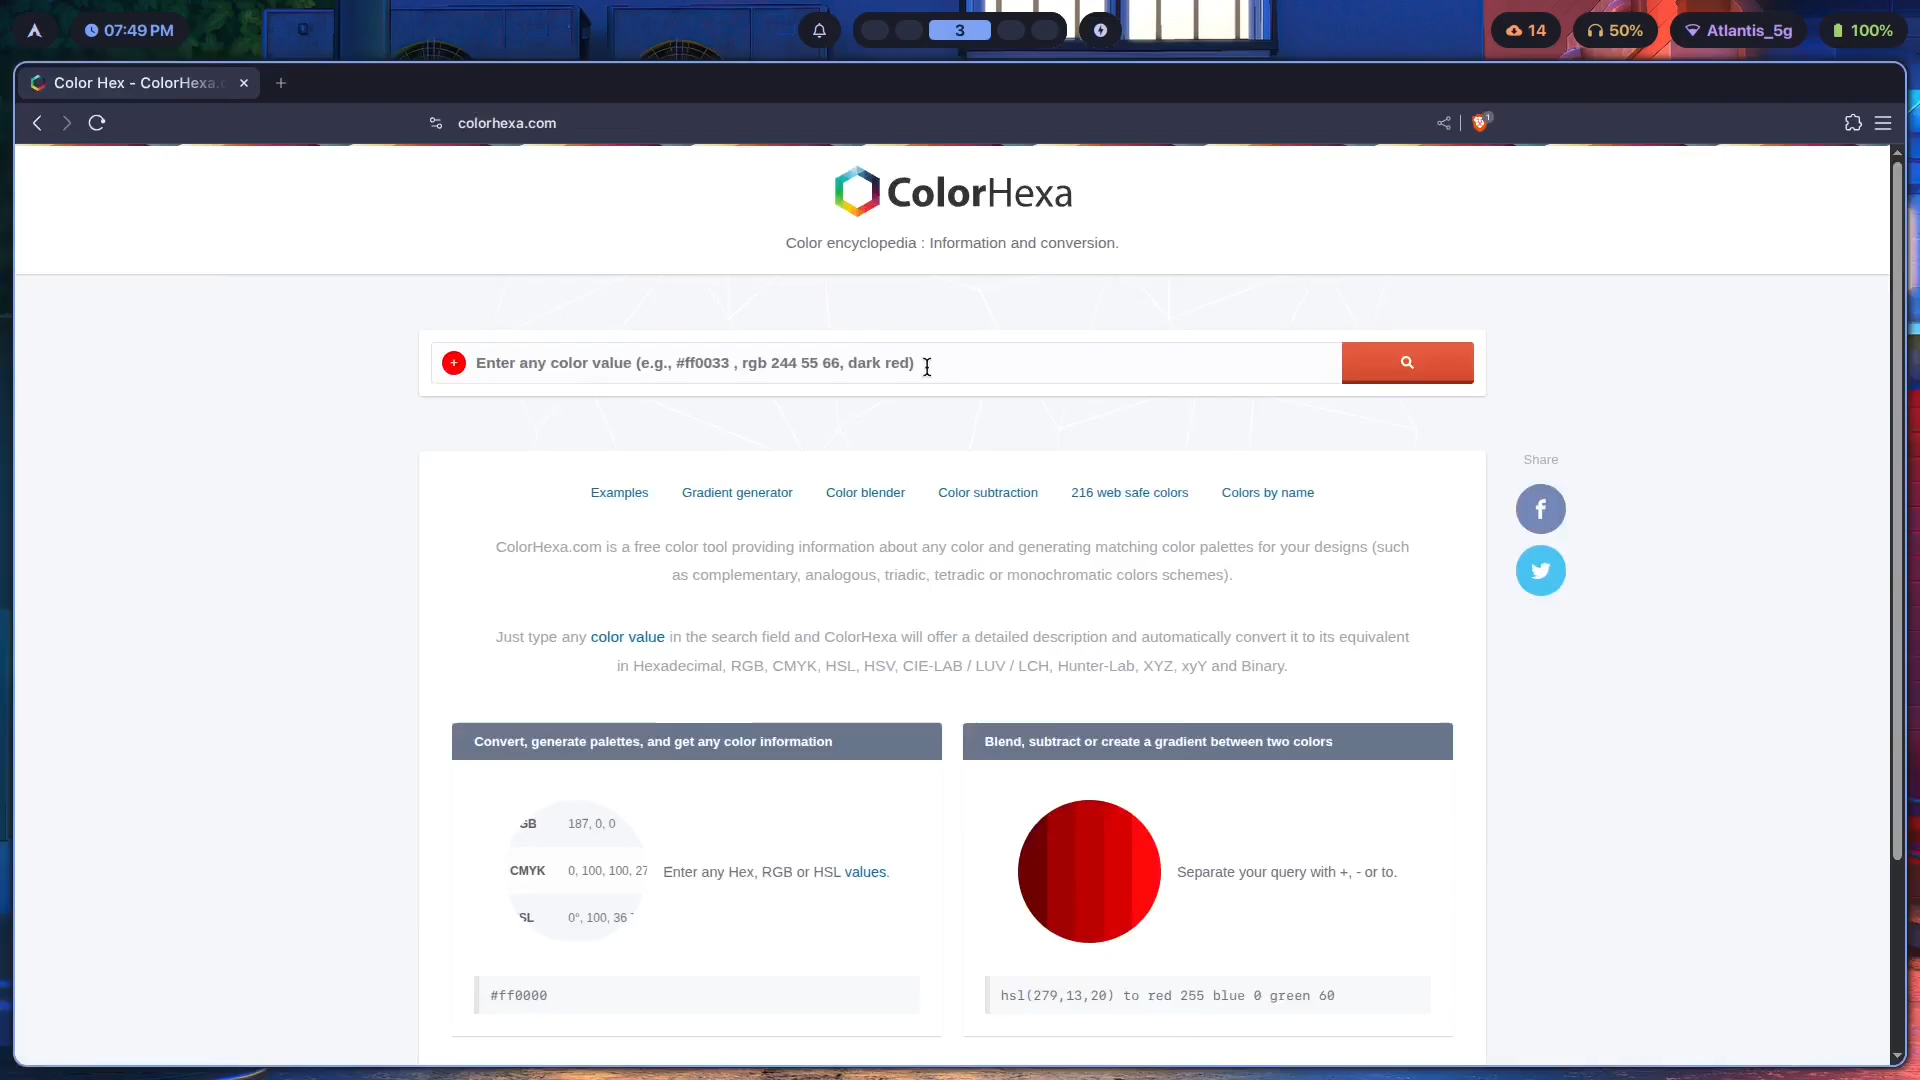 07:49 PM
3
14
50%
Atlantis_5g
100%
Color Hex - ColorHexa.c
colorhexa.com
1
ColorHexa
Color encyclopedia : Information and conversion.
Enter any color value (e.g., #ff0033 , rgb 244 55 66, dark red)
Examples
Gradient generator
Color blender
Color subtraction
216 web safe colors
Colors by name
Share
ColorHexa.com is a free color tool providing information about any color and generating matching color palettes for your designs (such
as complementary, analogous, triadic, tetradic or monochromatic colors schemes).
Just type any color value in the search field and ColorHexa will offer a detailed description and automatically convert it to its equivalent
in Hexadecimal, RGB, CMYK, HSL, HSV, CIE-LAB / LUV / LCH, Hunter-Lab, XYZ, xyY and Binary.
Convert, generate palettes, and get any color information
GB 187, 0, 0
CMYK 0, 100, 100, 27
SL 0°, 100, 36
Enter any Hex, RGB or HSL values.
#ff0000
Blend, subtract or create a gradient between two colors
Separate your query with +, - or to.
hsl(279,13,20) to red 255 blue 0 green 60